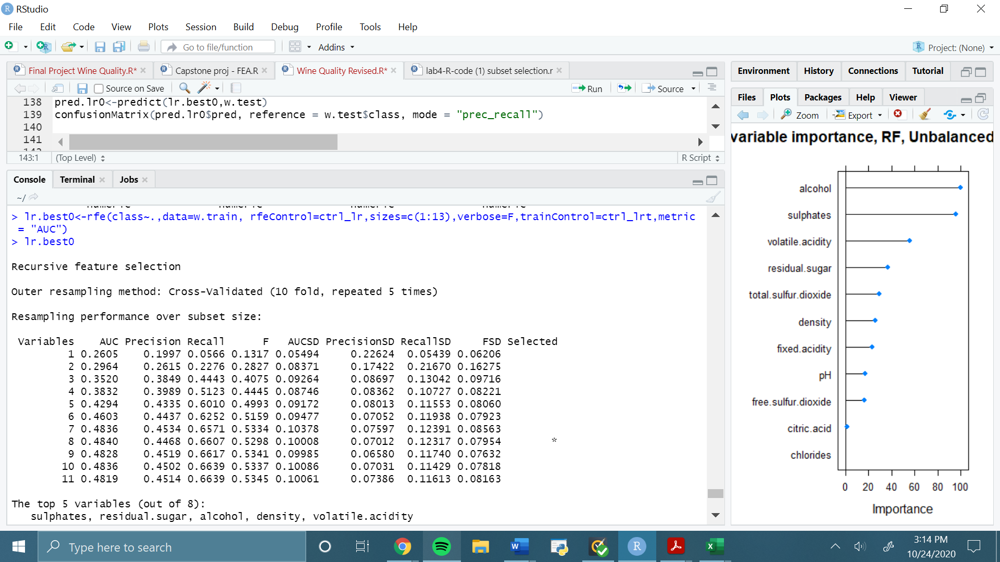 RStudio
File Edit Code View Plots Session Build Debug Profile Tools Help
Go to file/function Addins Project: (None)
Final Project Wine Quality.R* Capstone proj - FEA.R Wine Quality Revised.R* lab4-R-code (1) subset selection.r
Source on Save Run Source
138 pred.lr0<-predict(lr.best0,w.test)
139 confusionMatrix(pred.lr0$pred, reference = w.test$class, mode = "prec_recall")
140
141
143:1 (Top Level) R Script
Console Terminal Jobs
~/
> lr.best0<-rfe(class~.,data=w.train, rfeControl=ctrl_lr,sizes=c(1:13),verbose=F,trainControl=ctrl_lrt,metric
= "AUC")
> lr.best0
Recursive feature selection
Outer resampling method: Cross-Validated (10 fold, repeated 5 times)
Resampling performance over subset size:
Variables AUC Precision Recall F AUCSD PrecisionSD RecallSD FSD Selected
1 0.2605 0.1997 0.0566 0.1317 0.05494 0.22624 0.05439 0.06206
2 0.2964 0.2615 0.2276 0.2827 0.08371 0.17422 0.21670 0.16275
3 0.3520 0.3849 0.4443 0.4075 0.09264 0.08697 0.13042 0.09716
4 0.3832 0.3989 0.5123 0.4445 0.08746 0.08362 0.10727 0.08221
5 0.4294 0.4335 0.6010 0.4993 0.09172 0.08013 0.11553 0.08060
6 0.4603 0.4437 0.6252 0.5159 0.09477 0.07052 0.11938 0.07923
7 0.4836 0.4534 0.6571 0.5334 0.10378 0.07597 0.12391 0.08563
8 0.4840 0.4468 0.6607 0.5298 0.10008 0.07012 0.12317 0.07954 *
9 0.4828 0.4519 0.6617 0.5341 0.09985 0.06580 0.11740 0.07632
10 0.4836 0.4502 0.6639 0.5337 0.10086 0.07031 0.11429 0.07818
11 0.4819 0.4514 0.6639 0.5345 0.10061 0.07386 0.11613 0.08163
The top 5 variables (out of 8):
sulphates, residual.sugar, alcohol, density, volatile.acidity
Environment History Connections Tutorial
Files Plots Packages Help Viewer
Zoom Export
variable importance, RF, Unbalanced
alcohol
sulphates
volatile.acidity
residual.sugar
total.sulfur.dioxide
density
fixed.acidity
pH
free.sulfur.dioxide
citric.acid
chlorides
0 20 40 60 80 100
Importance
Type here to search
3:14 PM
10/24/2020